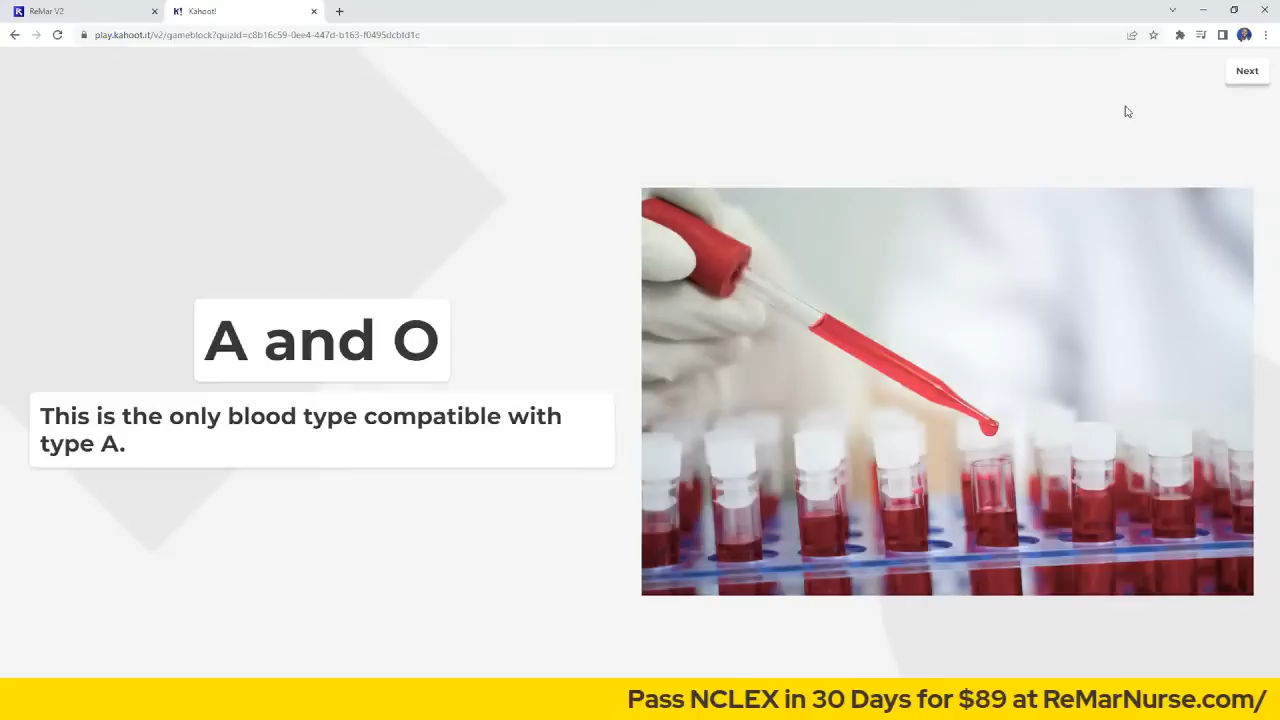 ReMar V2
Kahoot!
play.kahoot.it/v2/gameblock?quizId=c8b16c59-0ee4-447d-b163-f0495dcbfd1c
Next
A and O
This is the only blood type compatible with
type A.
Pass NCLEX in 30 Days for $89 at ReMarNurse.com/